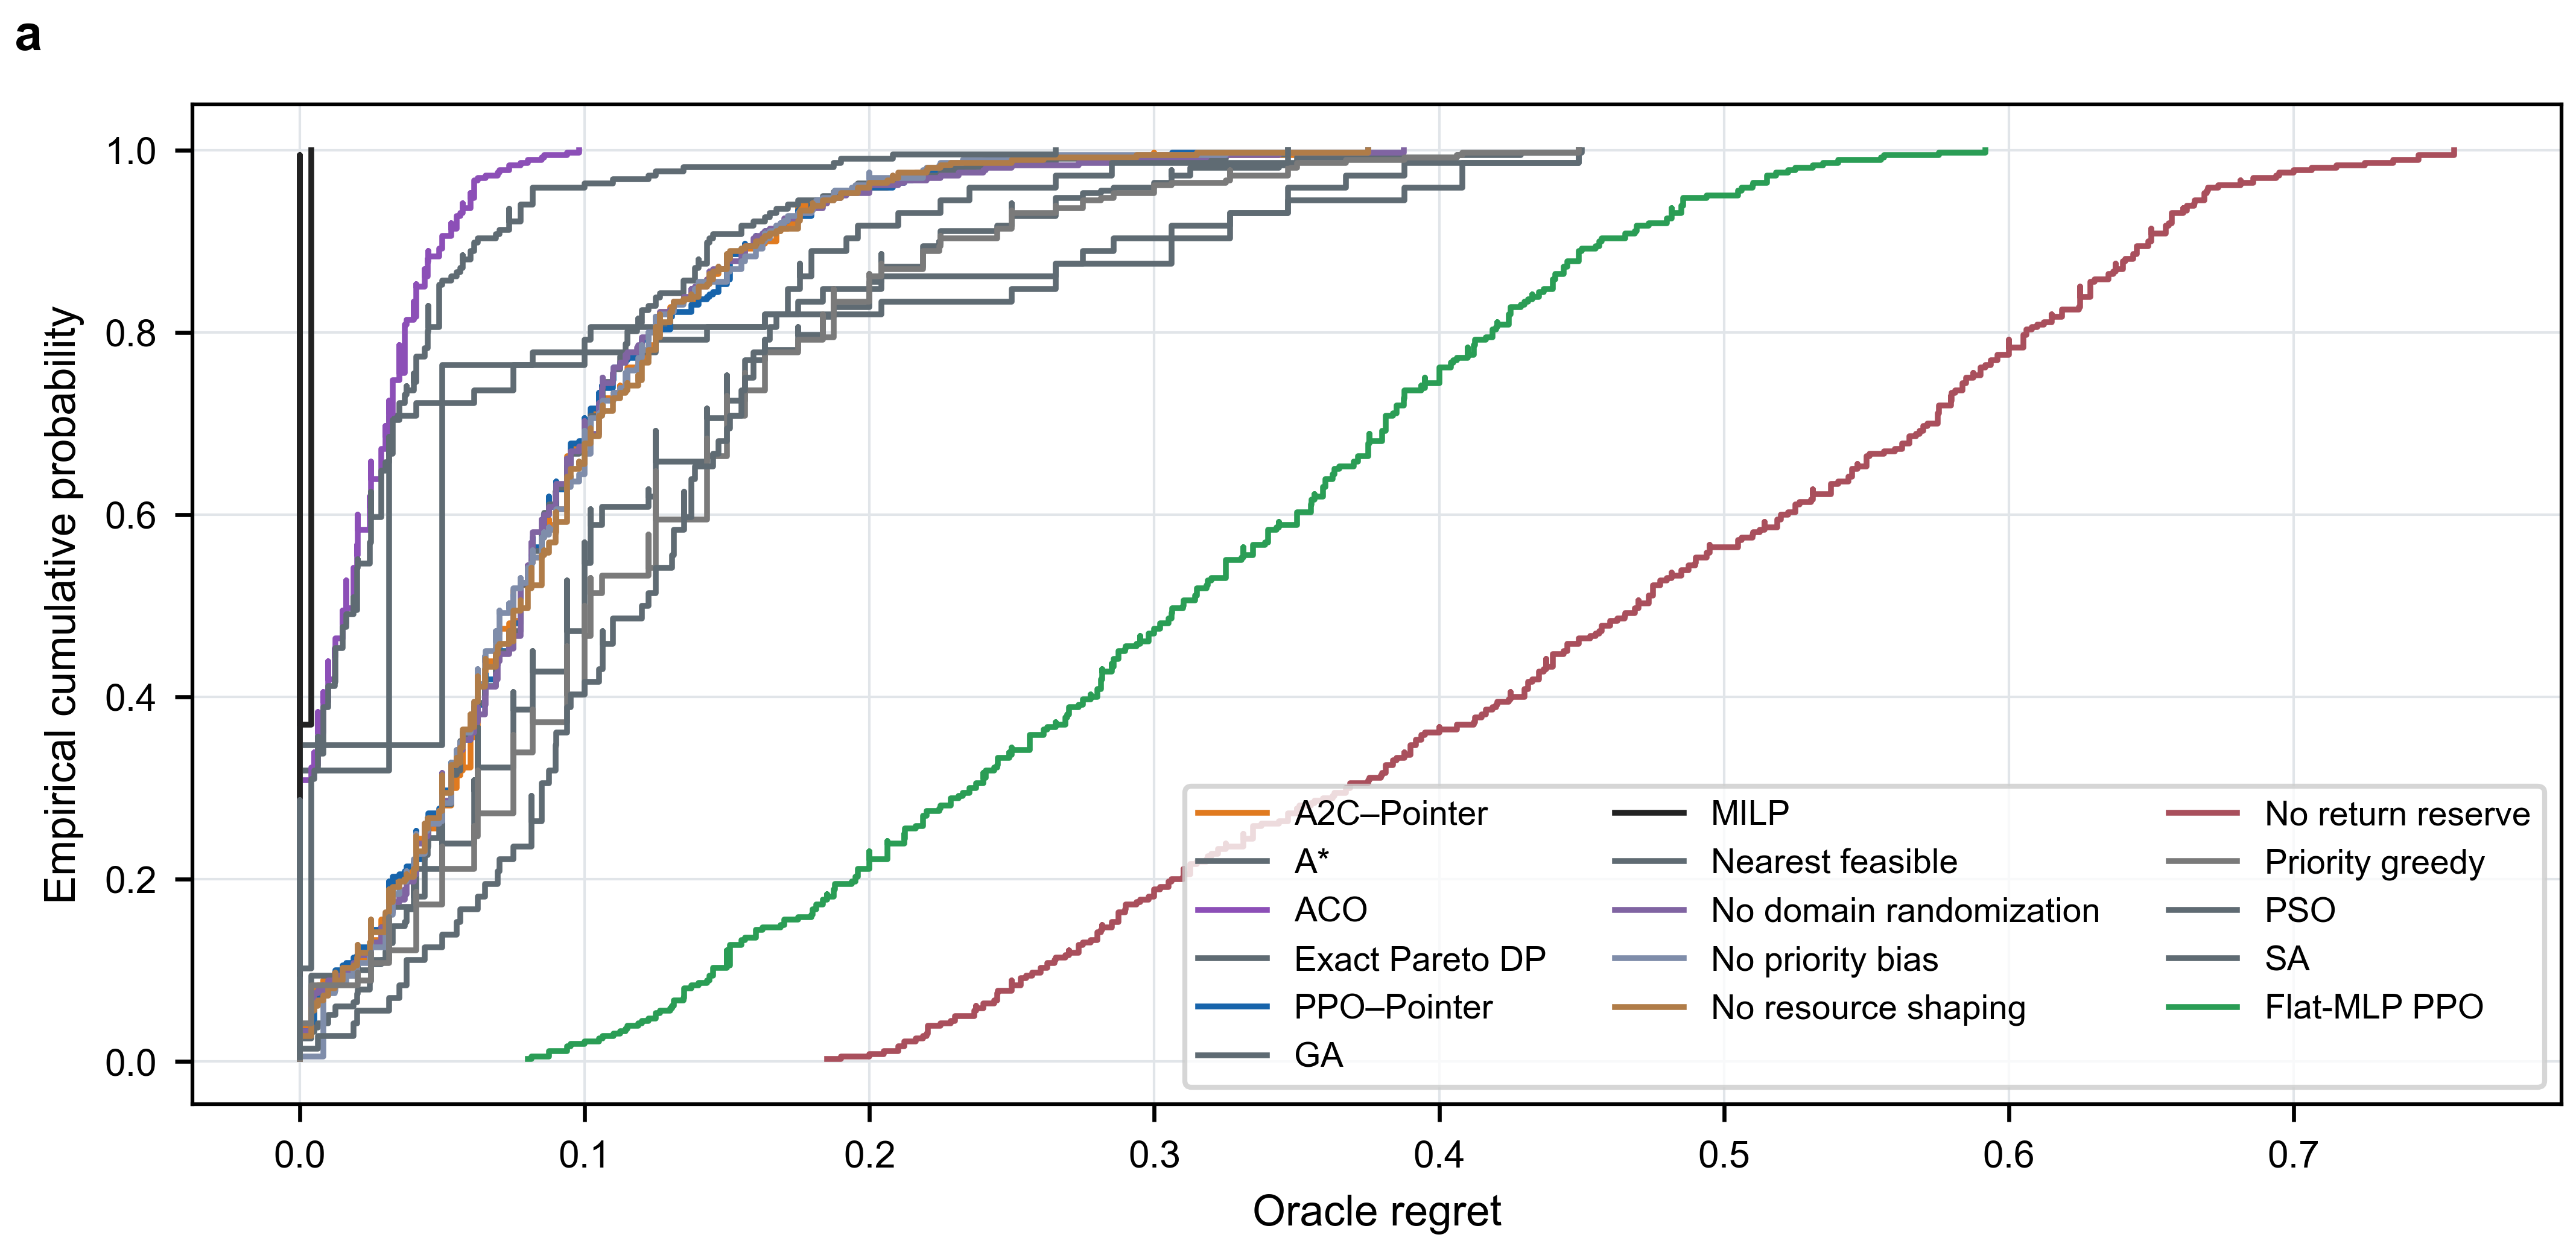 a
Empirical cumulative probability
1.0
0.8
0.6
0.4
0.2
0.0
0.0 0.1 0.2 0.3 0.4 0.5 0.6 0.7
Oracle regret
A2C–Pointer
A*
ACO
Exact Pareto DP
PPO–Pointer
GA
MILP
Nearest feasible
No domain randomization
No priority bias
No resource shaping
No return reserve
Priority greedy
PSO
SA
Flat-MLP PPO